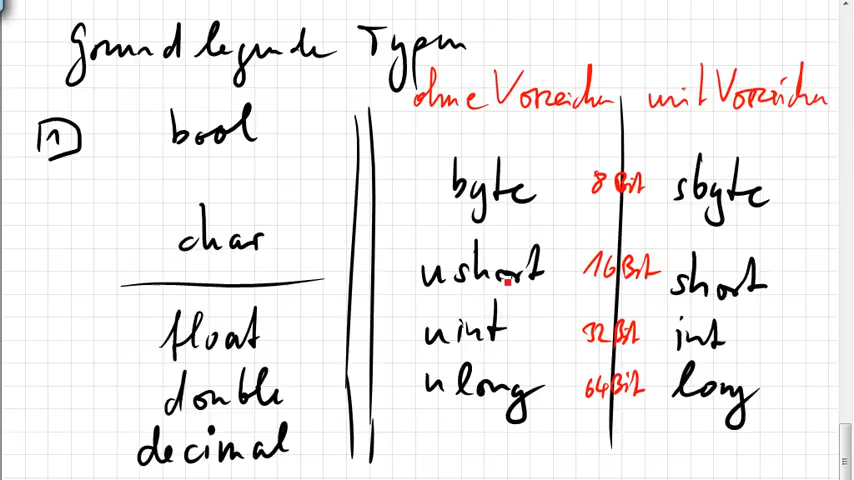 Grundlegende Typen
ohne Vorzeichen mit Vorzeichen
1 bool
byte 8 Bit sbyte
char
ushort 16 Bit short
float uint 32 Bit int
double ulong 64 Bit long
decimal